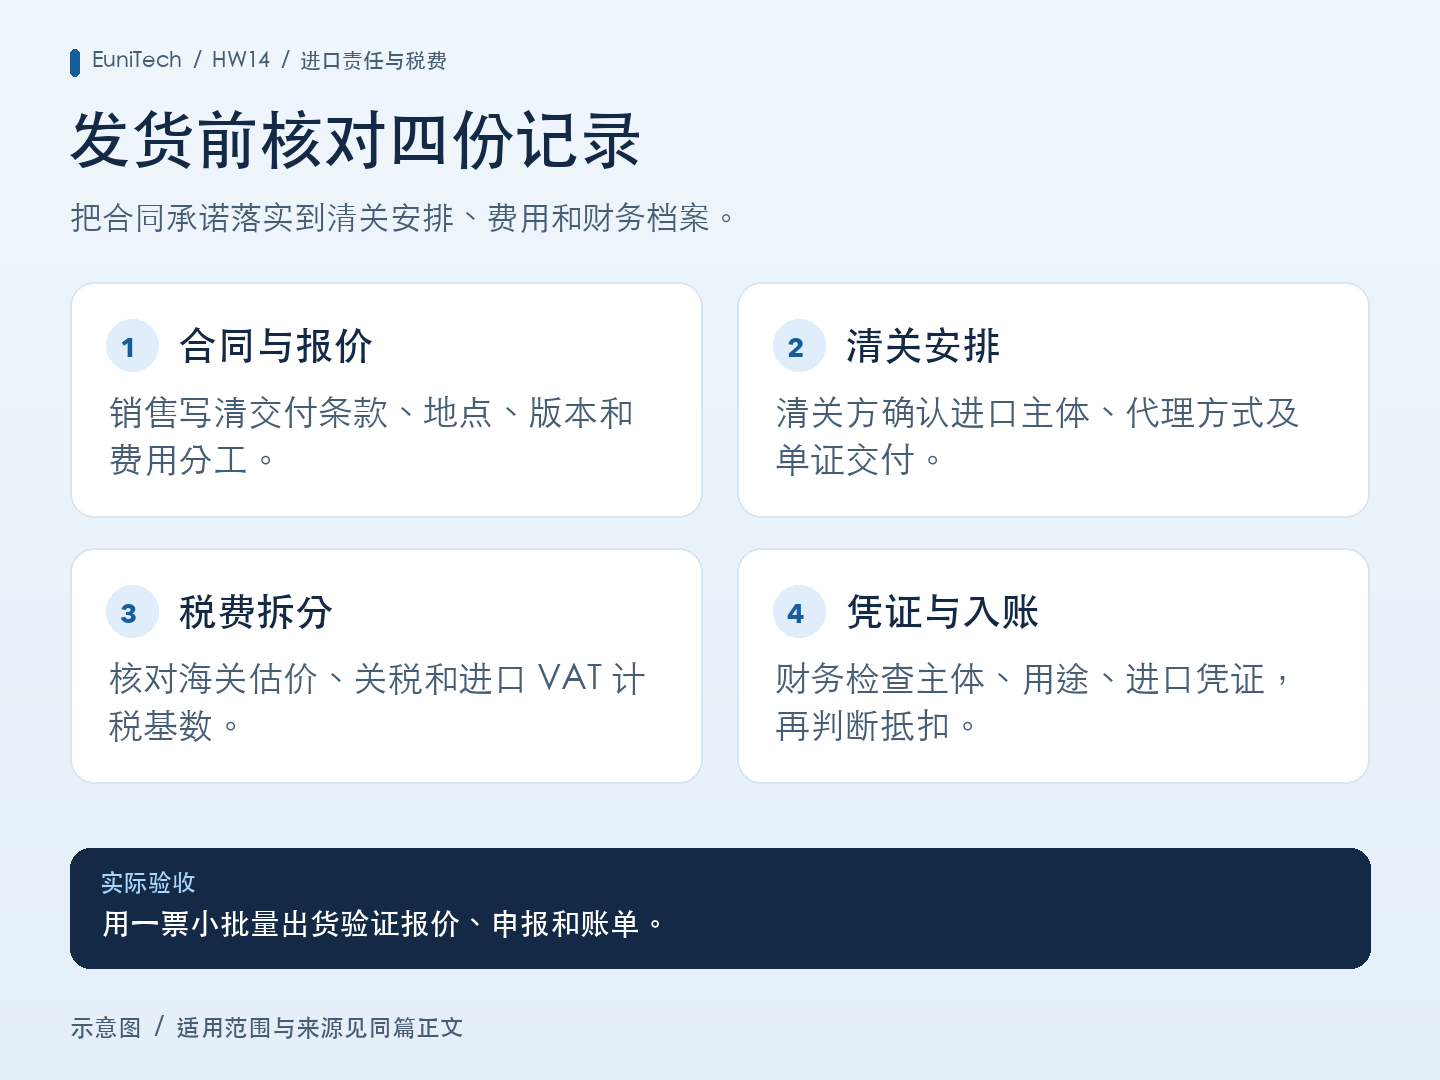 EuniTech / HW14 / 进口责任与税费
发货前核对四份记录
把合同承诺落实到清关安排、费用和财务档案。
1 合同与报价
销售写清交付条款、地点、版本和
费用分工。
2 清关安排
清关方确认进口主体、代理方式及
单证交付。
3 税费拆分
核对海关估价、关税和进口 VAT 计
税基数。
4 凭证与入账
财务检查主体、用途、进口凭证，
再判断抵扣。
实际验收
用一票小批量出货验证报价、申报和账单。
示意图 / 适用范围与来源见同篇正文